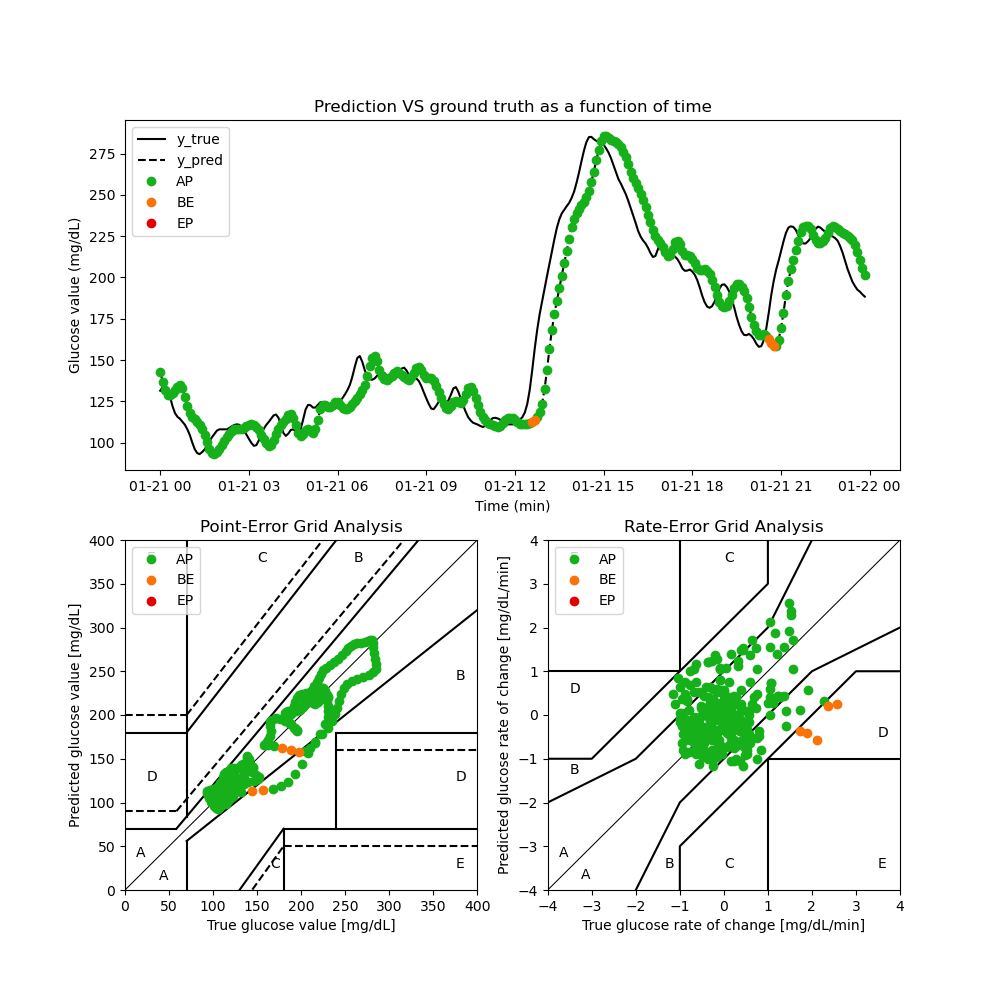 Prediction VS ground truth as a function of time
Glucose value (mg/dL)
275
250
225
200
175
150
125
100
y_true
y_pred
AP
BE
EP
01-21 00 01-21 03 01-21 06 01-21 09 01-21 12 01-21 15 01-21 18 01-21 21 01-22 00
Time (min)
Point-Error Grid Analysis
Predicted glucose value [mg/dL]
400
350
300
250
200
150
100
50
0
AP
BE
EP
C
B
B
D
D
A
A
C
E
0 50 100 150 200 250 300 350 400
True glucose value [mg/dL]
Rate-Error Grid Analysis
Predicted glucose rate of change [mg/dL/min]
4
3
2
1
0
−1
−2
−3
−4
AP
BE
EP
C
D
D
B
A
A
B
C
E
−4 −3 −2 −1 0 1 2 3 4
True glucose rate of change [mg/dL/min]